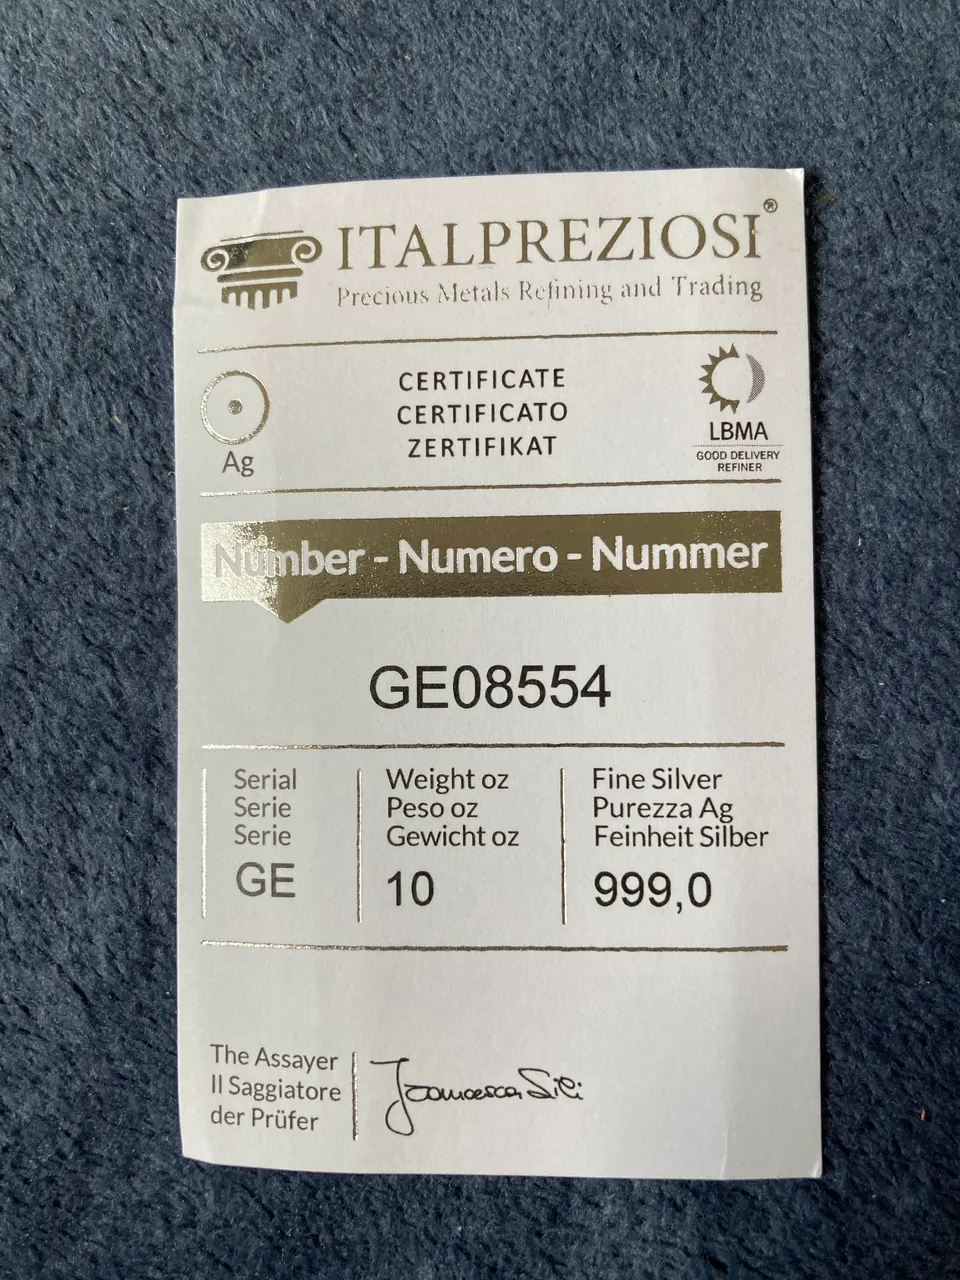 ITALPREZIOSI®
Precious Metals Refining and Trading
Ag
CERTIFICATE
CERTIFICATO
ZERTIFIKAT
LBMA
GOOD DELIVERY
REFINER
Number - Numero - Nummer
GE08554
Serial
Serie
Serie
GE
Weight oz
Peso oz
Gewicht oz
10
Fine Silver
Purezza Ag
Feinheit Silber
999,0
The Assayer
Il Saggiatore
der Prüfer